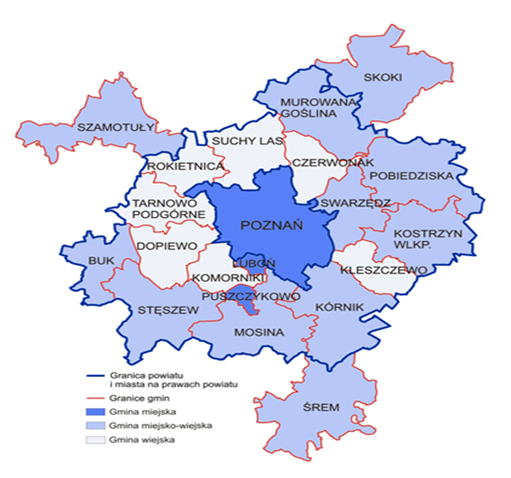 SKOKI
MUROWANA
GOŚLINA
SZAMOTUŁY
SUCHY LAS
ROKIETNICA
CZERWONAK
POBIEDZISKA
TARNOWO
PODGÓRNE
SWARZĘDZ
POZNAŃ
KOSTRZYN
WLKP.
DOPIEWO
BUK
LUBOŃ
KLESZCZEWO
KOMORNIKI
PUSZCZYKOWO
STĘSZEW
KÓRNIK
MOSINA
Granica powiatu
i miasta na prawach powiatu
Granice gmin
Gmina miejska
Gmina miejsko-wiejska
Gmina wiejska
ŚREM